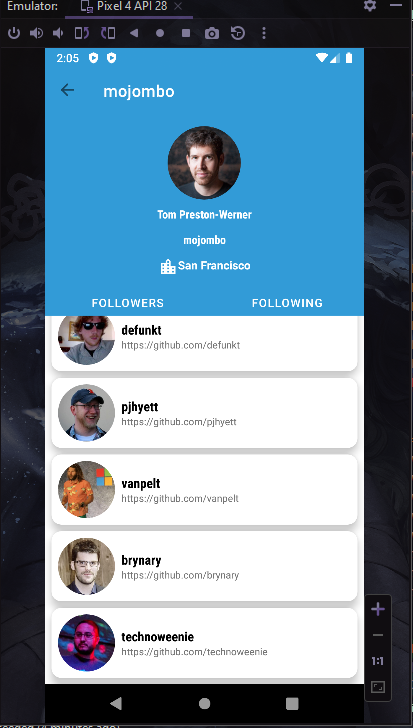 Emulator:
Pixel 4 API 28
2:05
mojombo
Tom Preston-Werner
mojombo
San Francisco
FOLLOWERS
FOLLOWING
defunkt
https://github.com/defunkt
pjhyett
https://github.com/pjhyett
vanpelt
https://github.com/vanpelt
brynary
https://github.com/brynary
technoweenie
https://github.com/technoweenie
1:1
minutes ago)